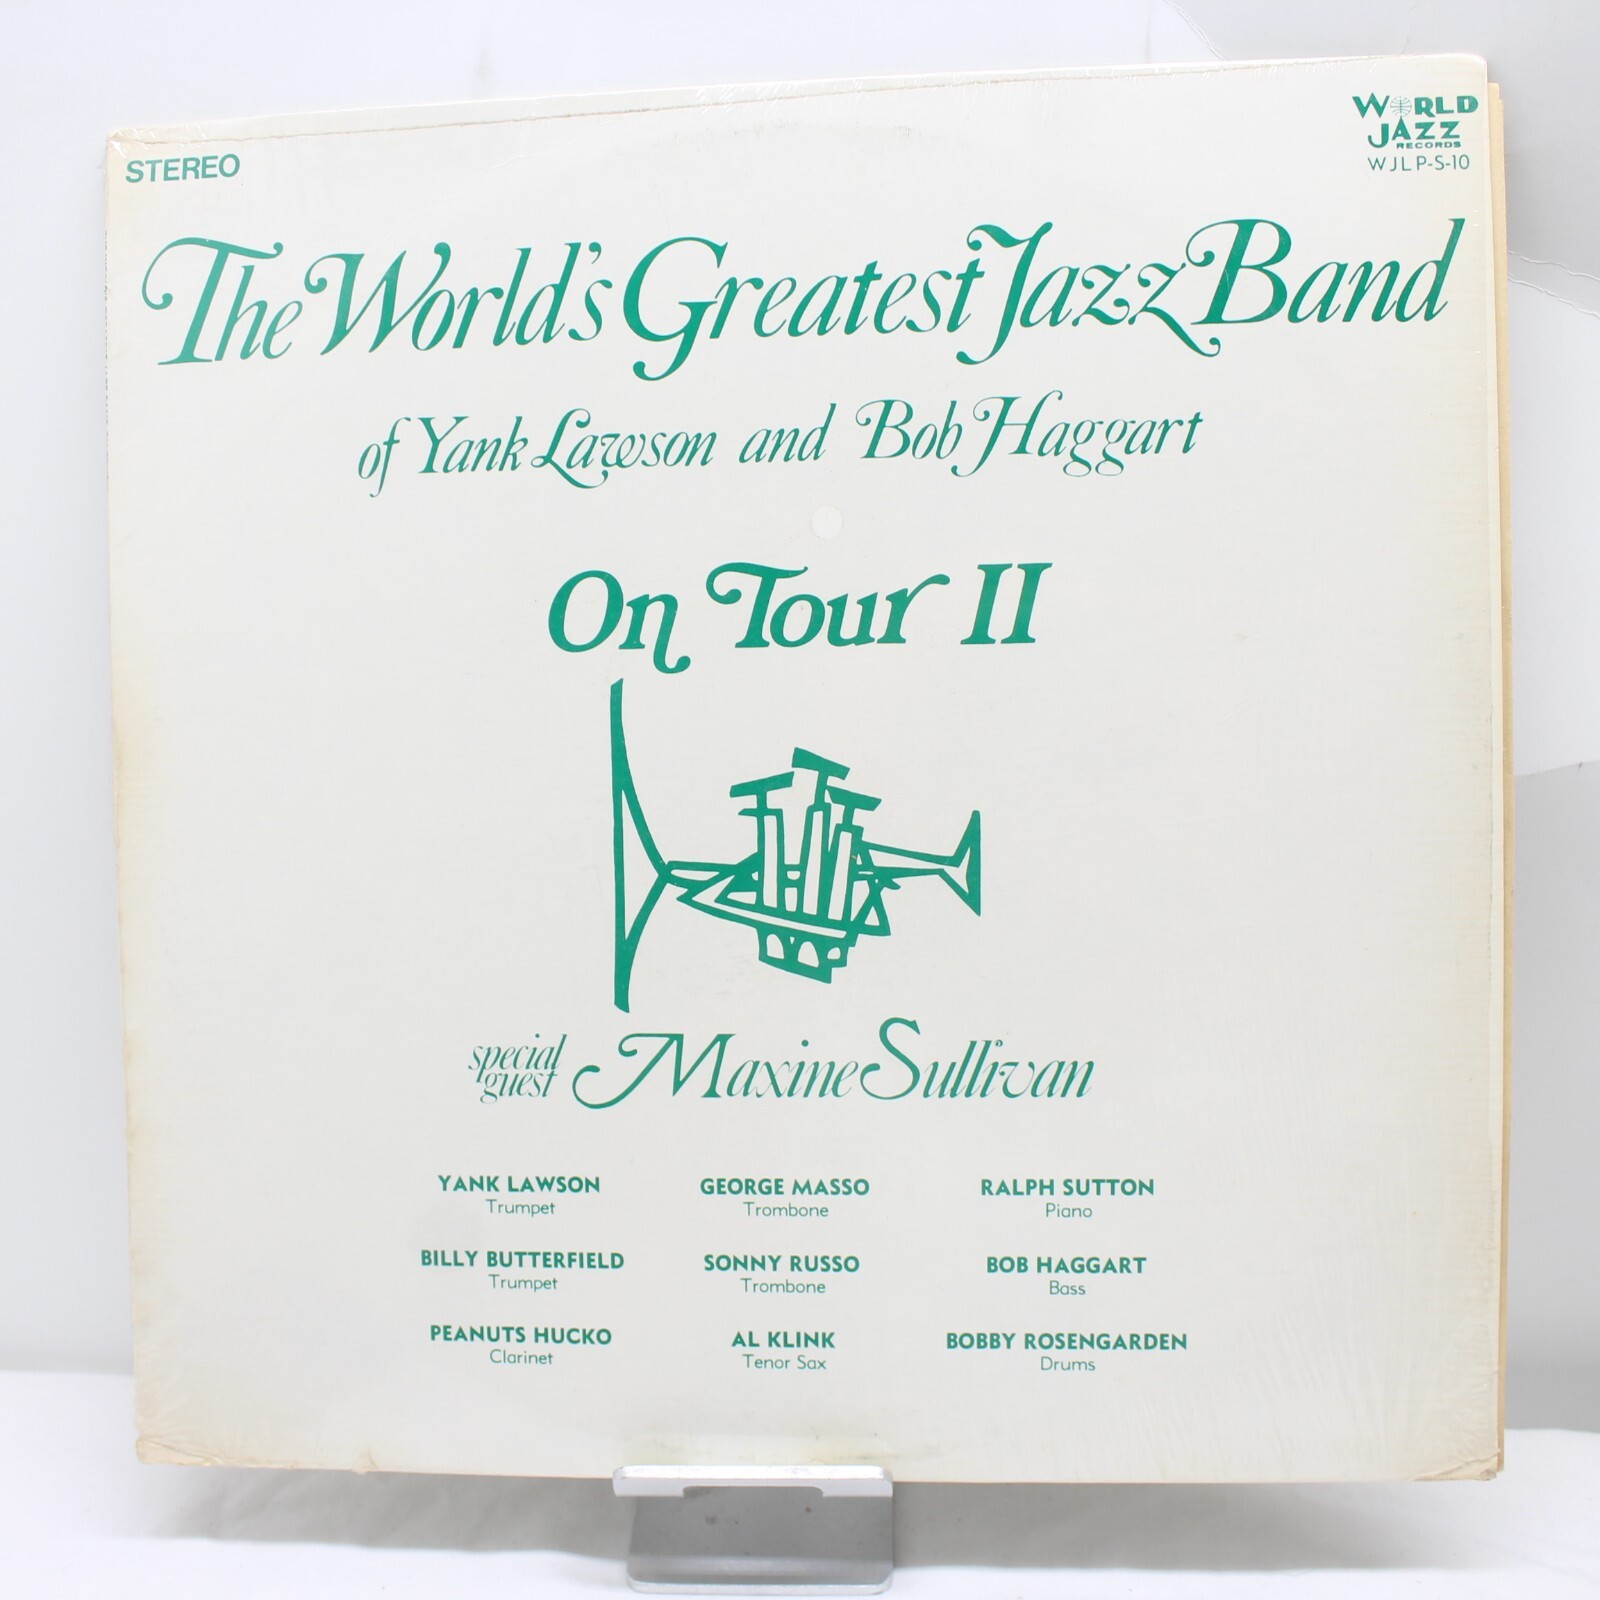 STEREO
WORLD
JAZZ
RECORDS
WJLP-S-10
The World's Greatest Jazz Band
of Yank Lawson and Bob Haggart
On Tour II
special guest Maxine Sullivan
YANK LAWSON
Trumpet
GEORGE MASSO
Trombone
RALPH SUTTON
Piano
BILLY BUTTERFIELD
Trumpet
SONNY RUSSO
Trombone
BOB HAGGART
Bass
PEANUTS HUCKO
Clarinet
AL KLINK
Tenor Sax
BOBBY ROSENGARDEN
Drums